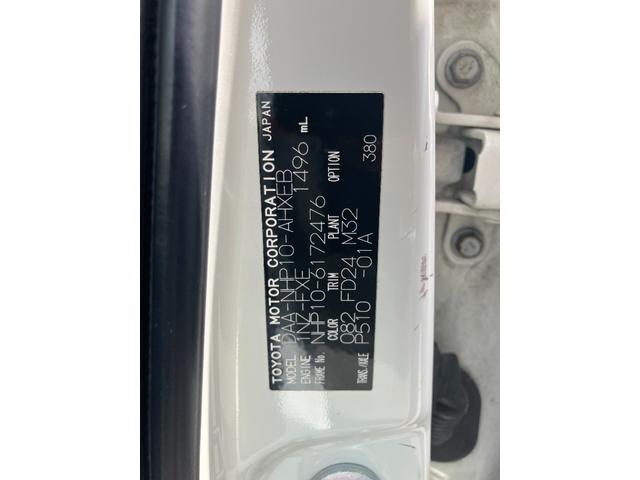 TOYOTA MOTOR CORPORATION JAPAN
MODEL DAA-NHP10-AHXEB
ENGINE 1NZ-FXE 1496 mL
FRAME No. NHP10-6172476
COLOR TRIM PLANT OPTION
082 FD24 M32 380
TRANS./AXLE P510 -01A